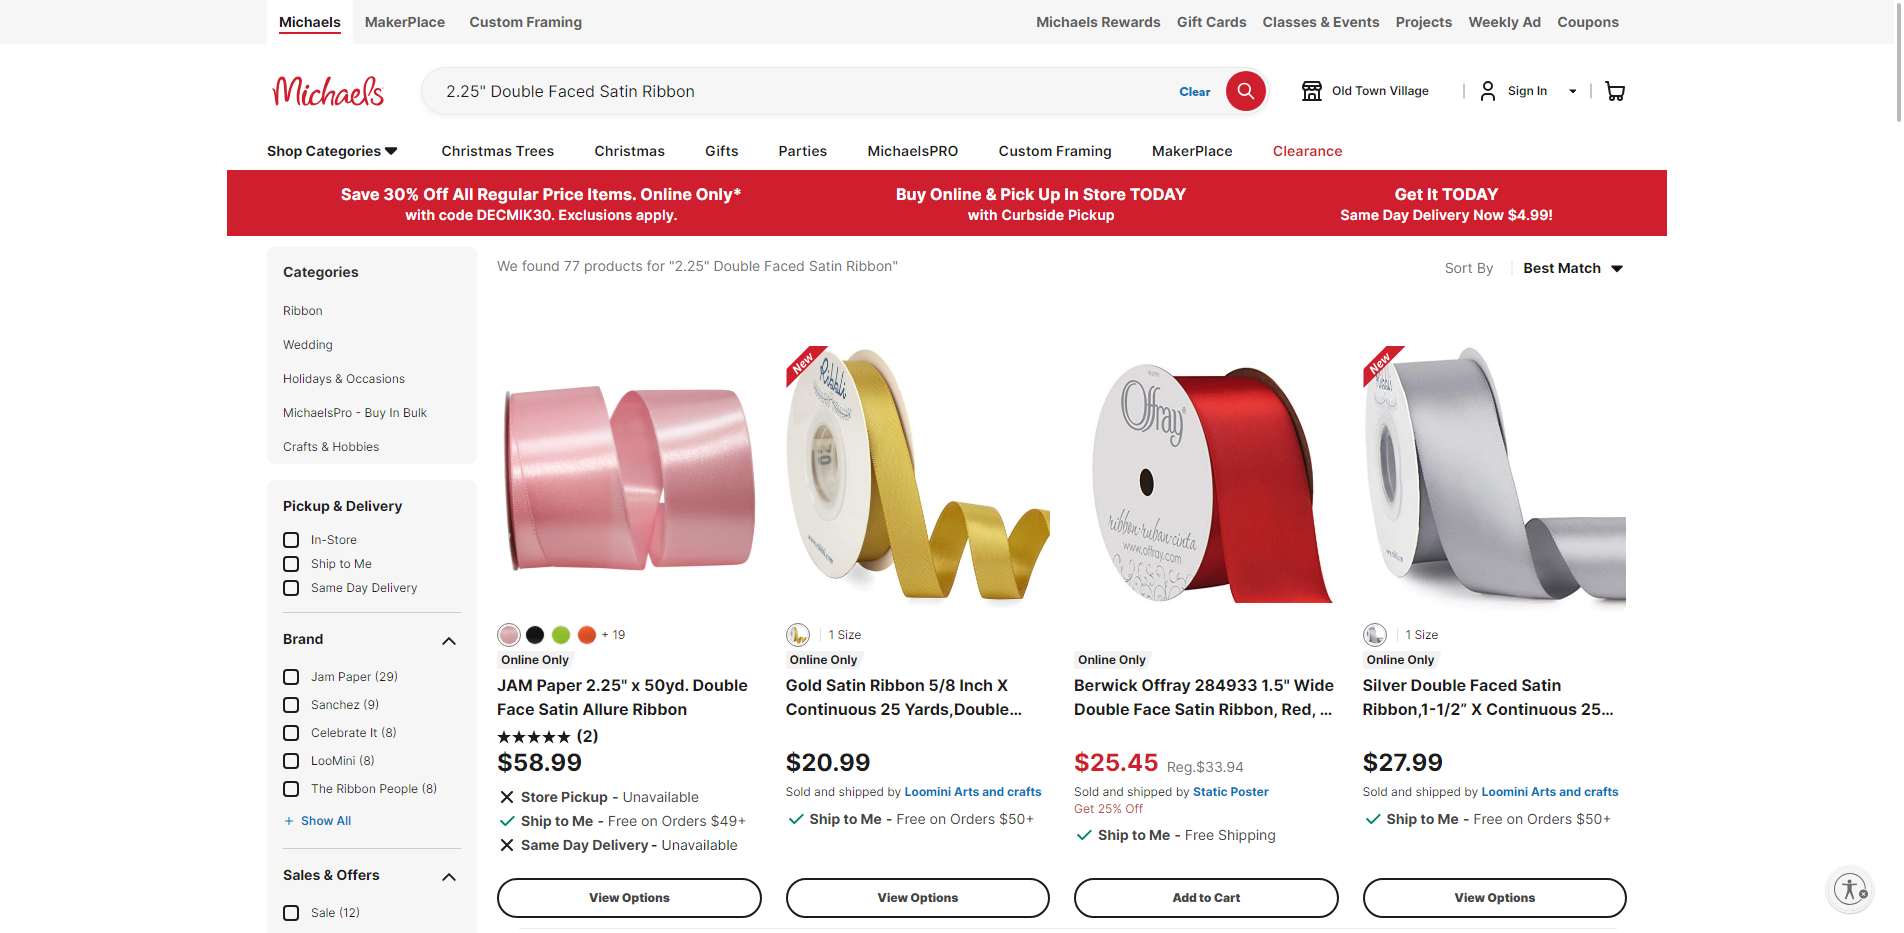 Michaels MakerPlace Custom Framing Michaels Rewards Gift Cards Classes & Events Projects Weekly Ad Coupons
Michaels 2.25" Double Faced Satin Ribbon Clear Old Town Village Sign In
Shop Categories Christmas Trees Christmas Gifts Parties MichaelsPRO Custom Framing MakerPlace Clearance
Save 30% Off All Regular Price Items. Online Only*
with code DECMIK30. Exclusions apply.
Buy Online & Pick Up In Store TODAY
with Curbside Pickup
Get It TODAY
Same Day Delivery Now $4.99!
Categories
Ribbon
Wedding
Holidays & Occasions
MichaelsPro - Buy In Bulk
Crafts & Hobbies
Pickup & Delivery
In-Store
Ship to Me
Same Day Delivery
Brand
Jam Paper (29)
Sanchez (9)
Celebrate It (8)
LooMini (8)
The Ribbon People (8)
+ Show All
Sales & Offers
Sale (12)
We found 77 products for "2.25" Double Faced Satin Ribbon"
Sort By Best Match
+ 19
Online Only
JAM Paper 2.25" x 50yd. Double
Face Satin Allure Ribbon
(2)
$58.99
Store Pickup - Unavailable
Ship to Me - Free on Orders $49+
Same Day Delivery - Unavailable
View Options
New
Ribbli
1 Size
Online Only
Gold Satin Ribbon 5/8 Inch X
Continuous 25 Yards,Double...
$20.99
Sold and shipped by Loomini Arts and crafts
Ship to Me - Free on Orders $50+
View Options
Offray
ribbon·ruban·cinta
www.offray.com
Online Only
Berwick Offray 284933 1.5" Wide
Double Face Satin Ribbon, Red, ...
$25.45 Reg.$33.94
Sold and shipped by Static Poster
Get 25% Off
Ship to Me - Free Shipping
Add to Cart
New
1 Size
Online Only
Silver Double Faced Satin
Ribbon,1-1/2” X Continuous 25...
$27.99
Sold and shipped by Loomini Arts and crafts
Ship to Me - Free on Orders $50+
View Options